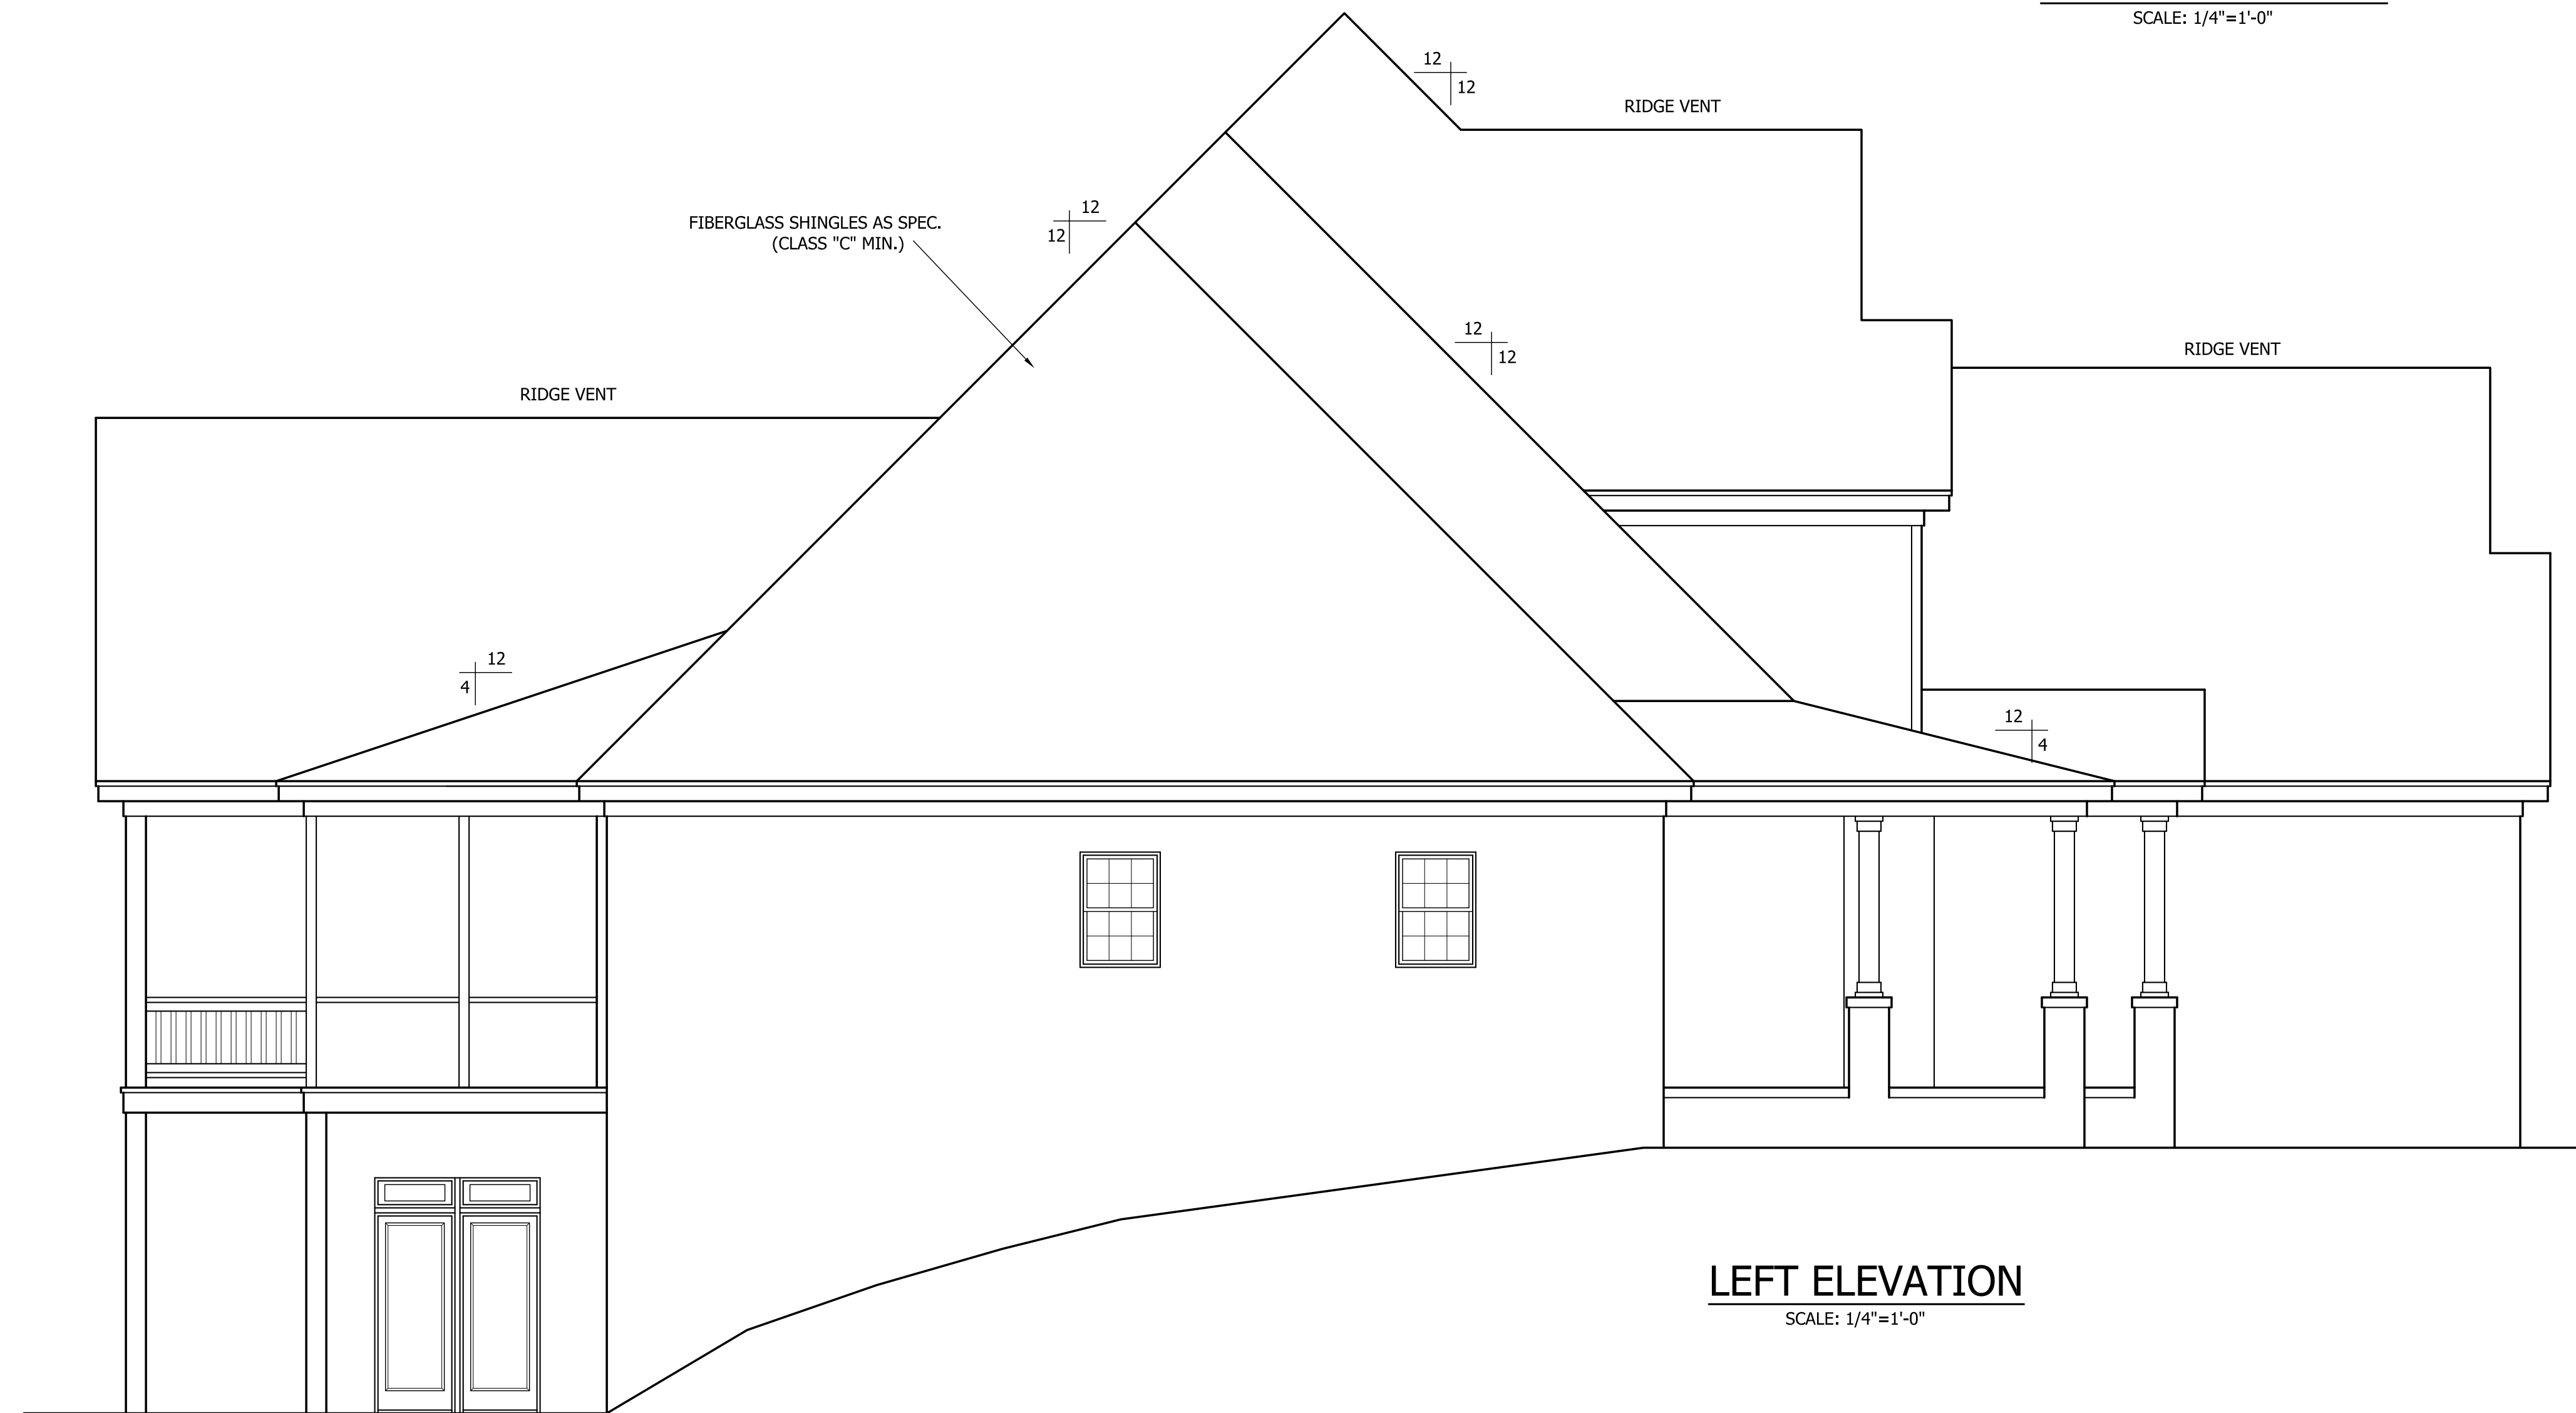 SCALE: 1/4"=1'-0"
12
12
RIDGE VENT
12
12
FIBERGLASS SHINGLES AS SPEC.
(CLASS "C" MIN.)
12
12
RIDGE VENT
RIDGE VENT
12
4
12
4
LEFT ELEVATION
SCALE: 1/4"=1'-0"